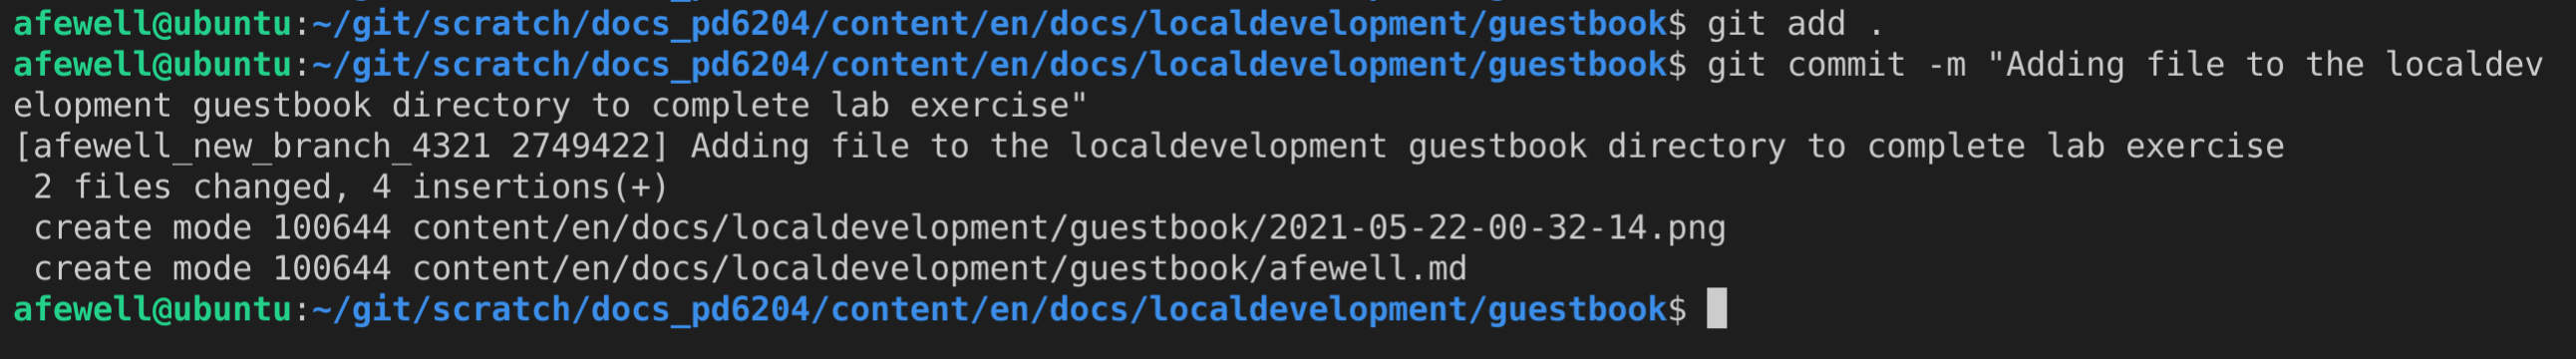 afewell@ubuntu:~/git/scratch/docs_pd6204/content/en/docs/localdevelopment/guestbook$ git add .
afewell@ubuntu:~/git/scratch/docs_pd6204/content/en/docs/localdevelopment/guestbook$ git commit -m "Adding file to the localdev
elopment guestbook directory to complete lab exercise"
[afewell_new_branch_4321 2749422] Adding file to the localdevelopment guestbook directory to complete lab exercise
 2 files changed, 4 insertions(+)
 create mode 100644 content/en/docs/localdevelopment/guestbook/2021-05-22-00-32-14.png
 create mode 100644 content/en/docs/localdevelopment/guestbook/afewell.md
afewell@ubuntu:~/git/scratch/docs_pd6204/content/en/docs/localdevelopment/guestbook$